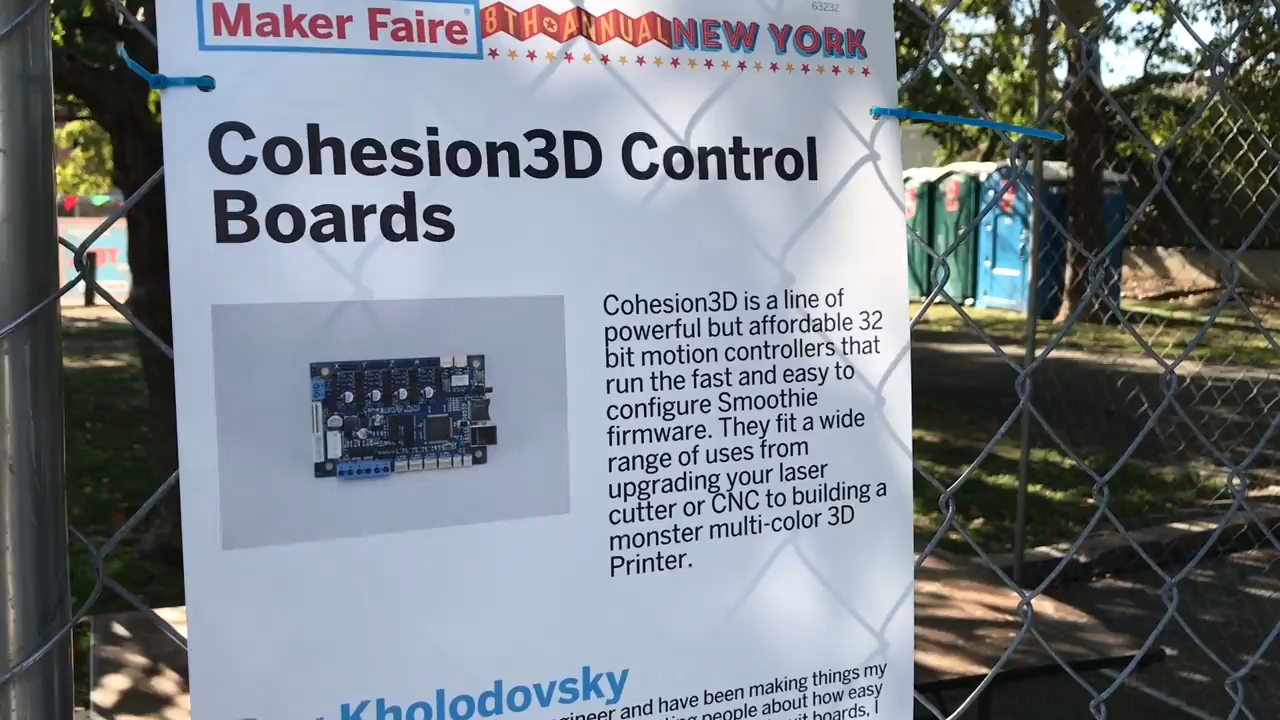 63232
Maker Faire
8TH ANNUAL NEW YORK
Cohesion3D Control
Boards
Cohesion3D is a line of
powerful but affordable 32
bit motion controllers that
run the fast and easy to
configure Smoothie
firmware. They fit a wide
range of uses from
upgrading your laser
cutter or CNC to building a
monster multi-color 3D
Printer.
Kholodovsky
and have been making things my
people about how easy
boards, I